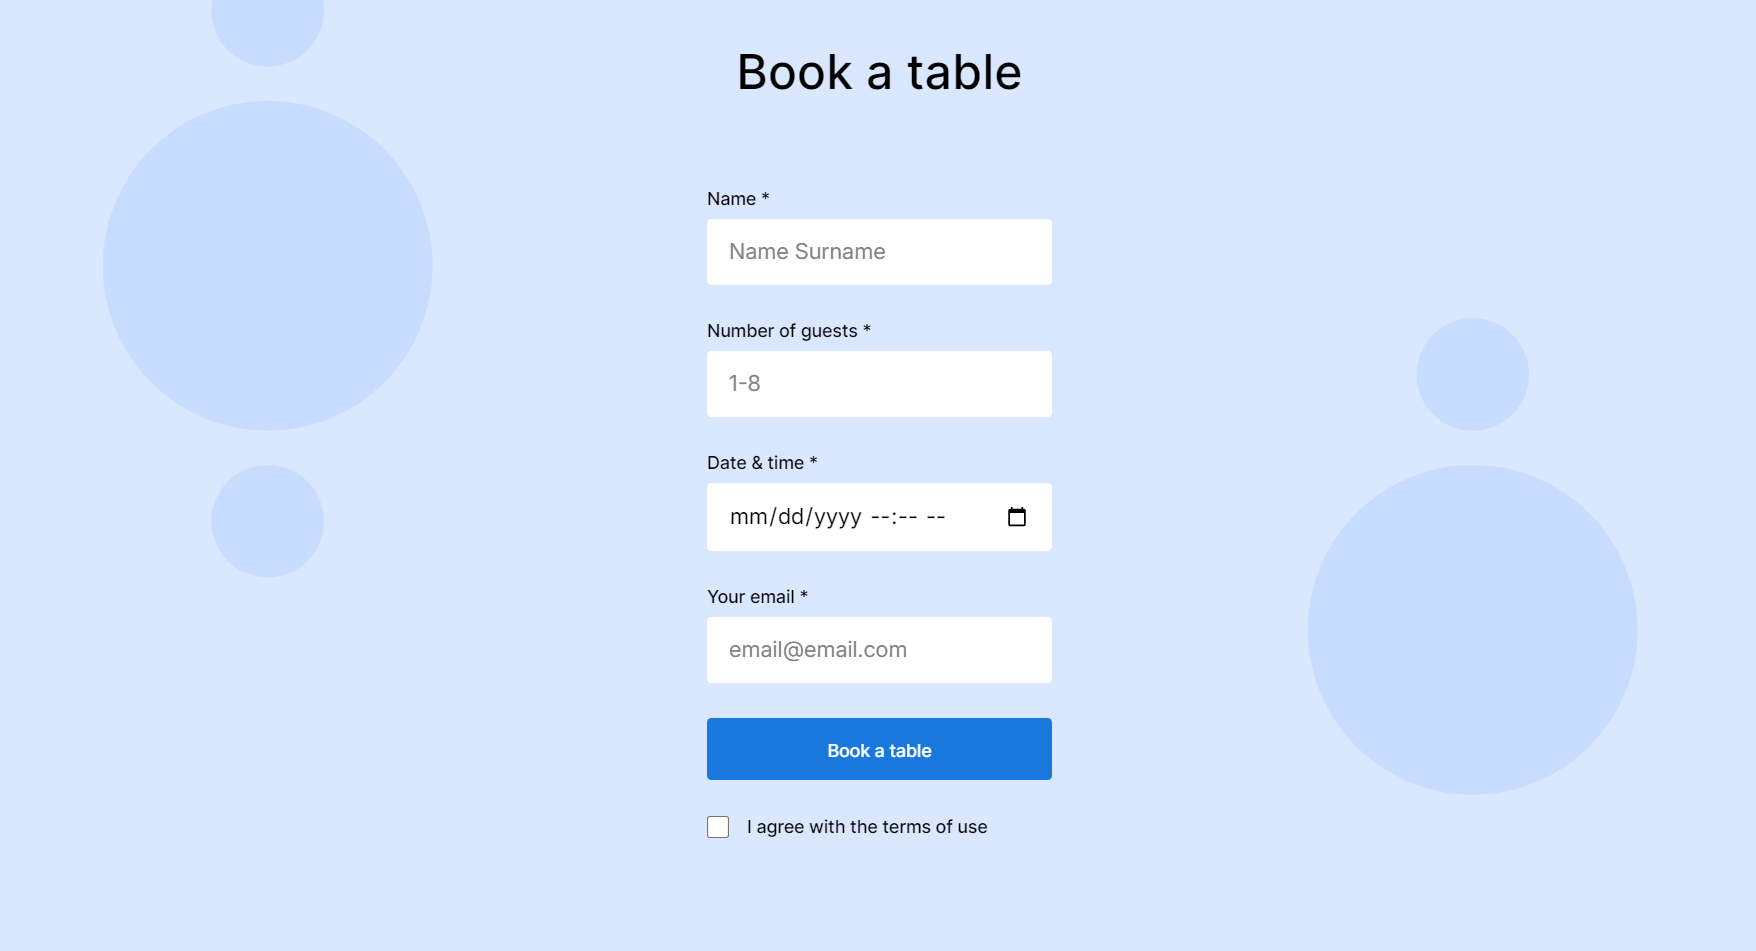 Book a table
Name *
Name Surname
Number of guests *
1-8
Date & time *
mm/dd/yyyy --:-- --
Your email *
email@email.com
Book a table
I agree with the terms of use